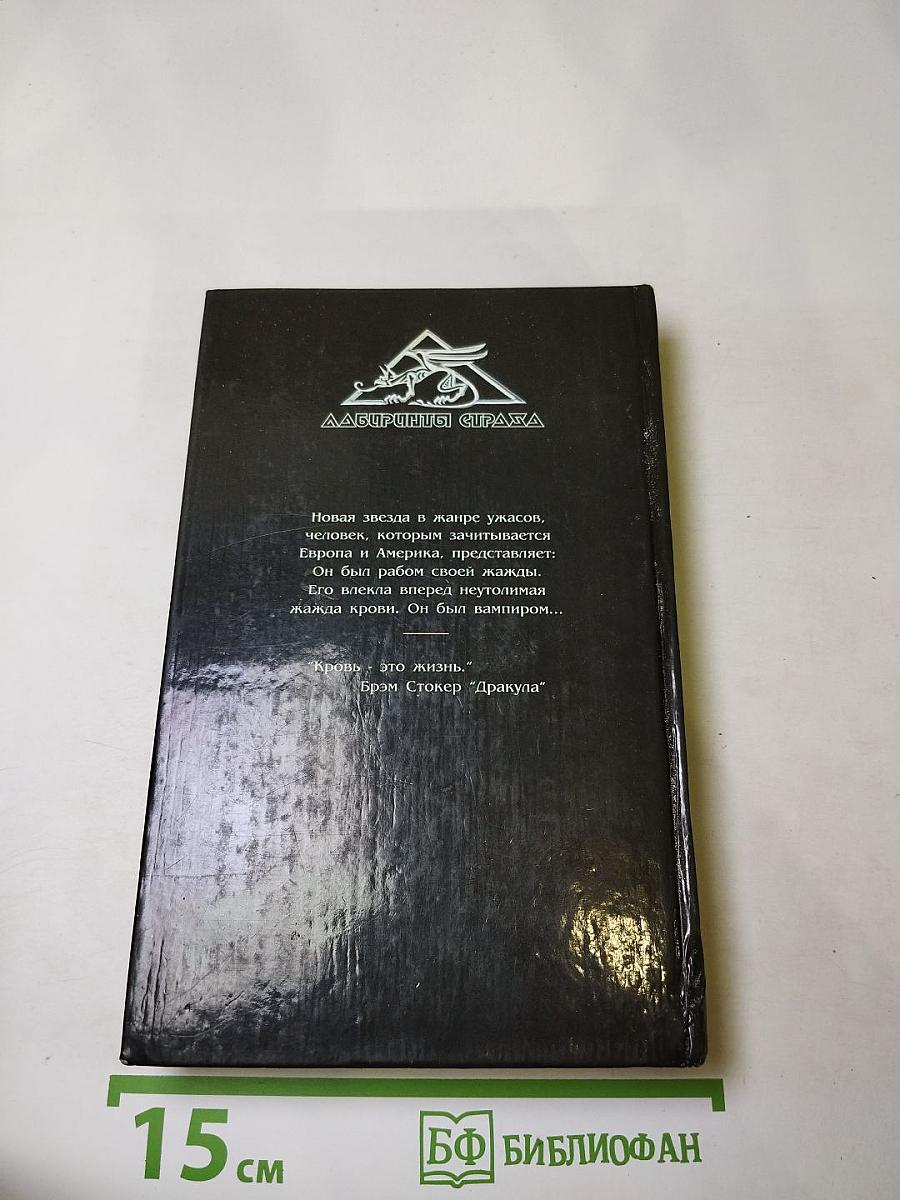 ЛАБИРИНТЫ СТРАХА
Новая звезда в жанре ужасов,
человек, которым зачитывается
Европа и Америка, представляет:
Он был рабом своей жажды.
Его влекла вперед неутолимая
жажда крови. Он был вампиром...
"Кровь - это жизнь."
Брэм Стокер "Дракула"
15 см
БФ БИБЛИОФАН